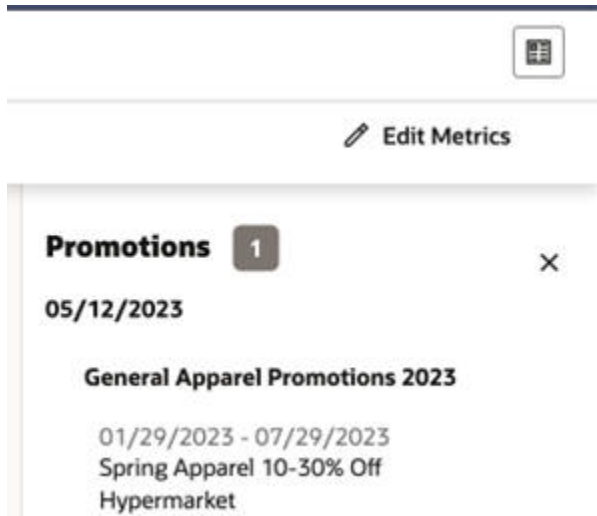 Edit Metrics
Promotions 1
05/12/2023
General Apparel Promotions 2023
01/29/2023 - 07/29/2023
Spring Apparel 10-30% Off
Hypermarket